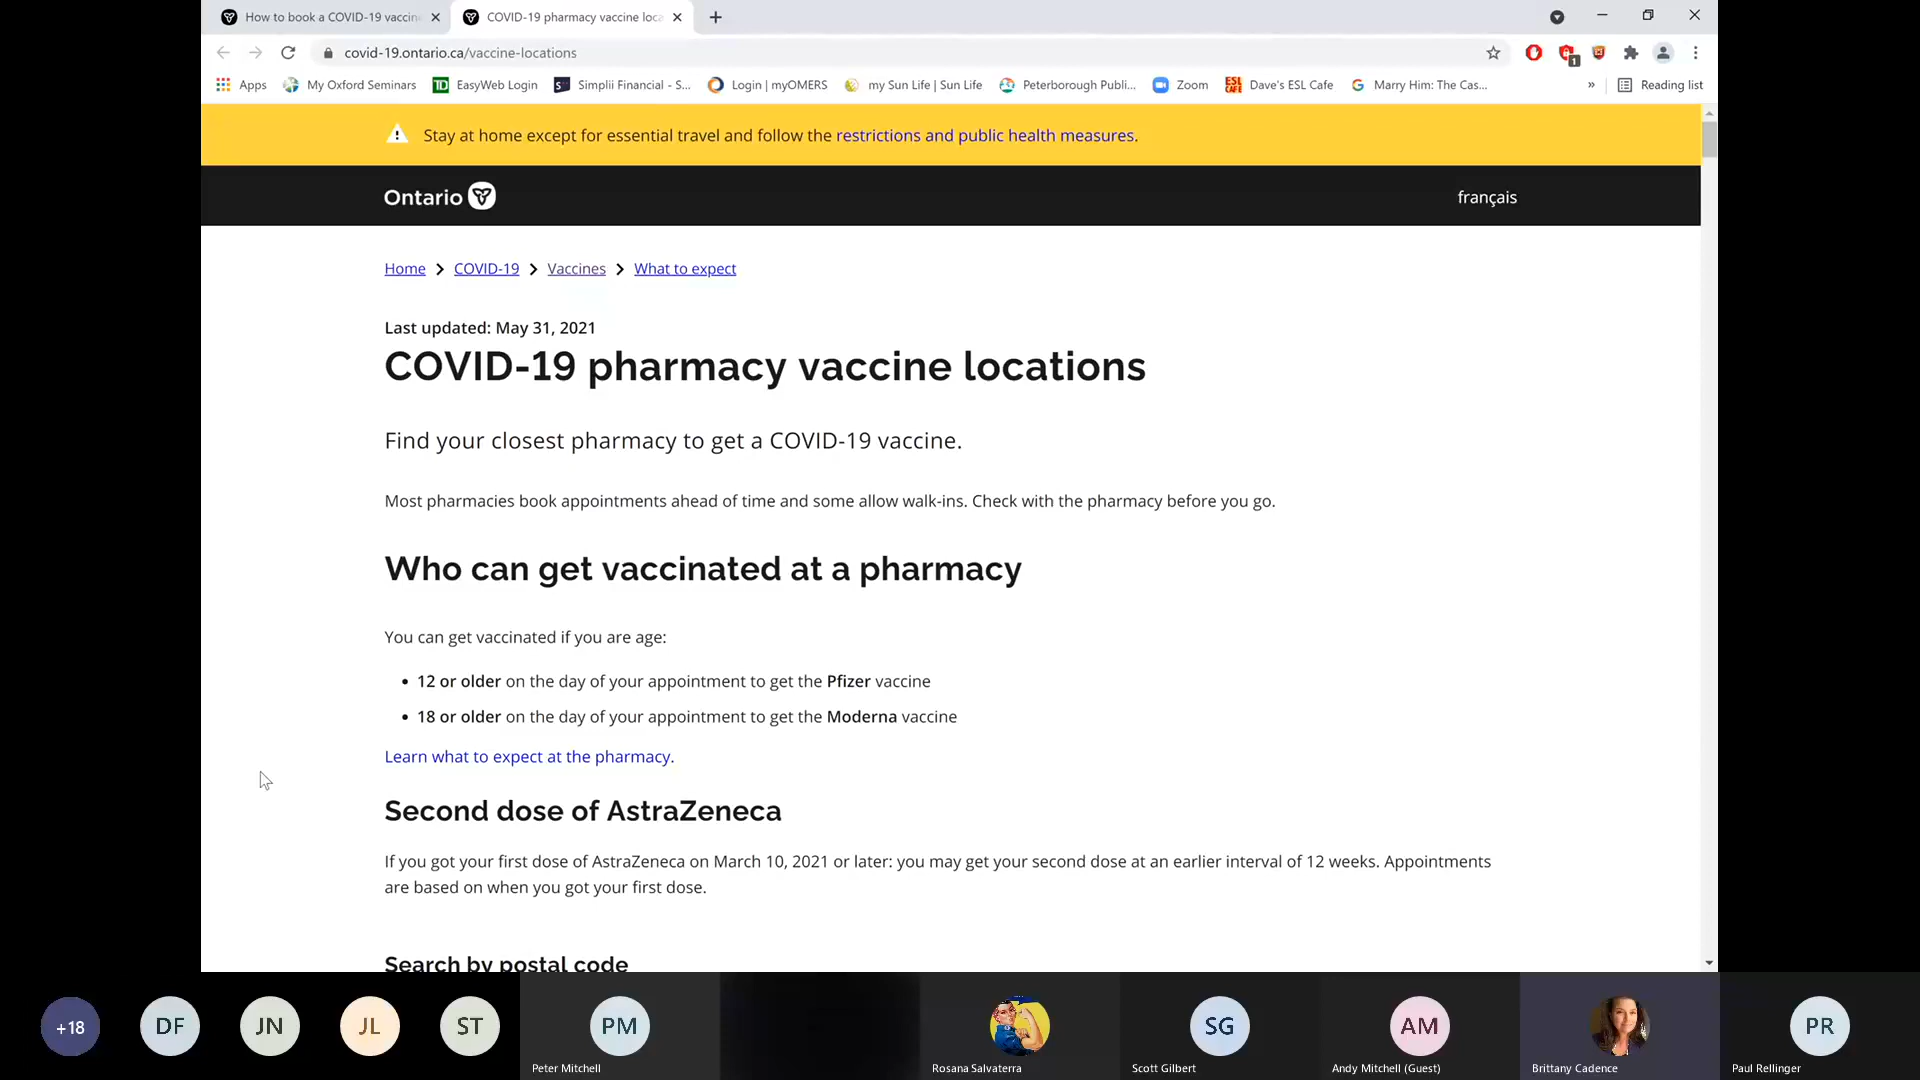 How to book a COVID-19 vaccin
COVID-19 pharmacy vaccine loca
covid-19.ontario.ca/vaccine-locations
1
Apps
My Oxford Seminars
TD
EasyWeb Login
Simplii Financial - S...
Login | myOMERS
my Sun Life | Sun Life
Peterborough Publi...
Zoom
ESL CAFE
Dave's ESL Cafe
Marry Him: The Cas...
»
Reading list
Stay at home except for essential travel and follow the restrictions and public health measures.
Ontario
français
Home > COVID-19 > Vaccines > What to expect
Last updated: May 31, 2021
COVID-19 pharmacy vaccine locations
Find your closest pharmacy to get a COVID-19 vaccine.
Most pharmacies book appointments ahead of time and some allow walk-ins. Check with the pharmacy before you go.
Who can get vaccinated at a pharmacy
You can get vaccinated if you are age:
• 12 or older on the day of your appointment to get the Pfizer vaccine
• 18 or older on the day of your appointment to get the Moderna vaccine
Learn what to expect at the pharmacy.
Second dose of AstraZeneca
If you got your first dose of AstraZeneca on March 10, 2021 or later: you may get your second dose at an earlier interval of 12 weeks. Appointments
are based on when you got your first dose.
Search by postal code
+18
DF
JN
JL
ST
PM
SG
AM
PR
Peter Mitchell
Rosana Salvaterra
Scott Gilbert
Andy Mitchell (Guest)
Brittany Cadence
Paul Rellinger